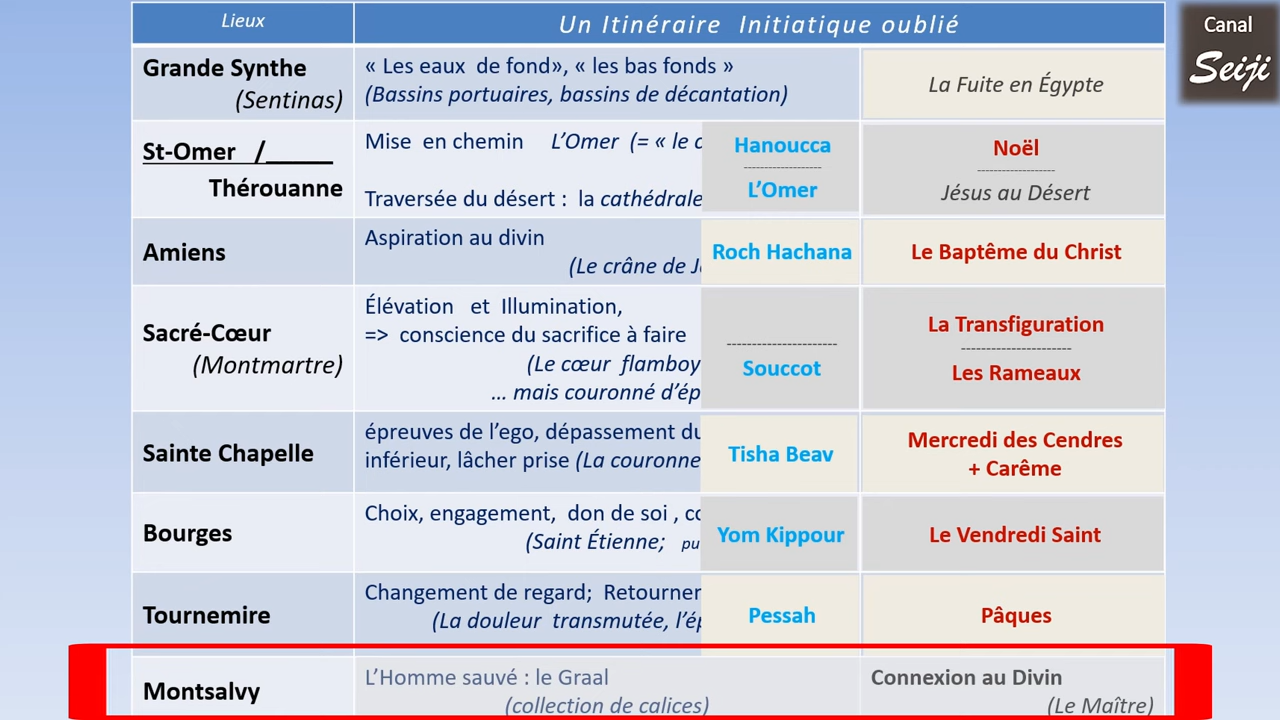 Lieux
Un Itinéraire Initiatique oublié
Canal
Seiji
Grande Synthe
(Sentinas)
« Les eaux de fond», « les bas fonds »
(Bassins portuaires, bassins de décantation)
La Fuite en Égypte
St-Omer /_____
Thérouanne
Mise en chemin L’Omer (= « le
Traversée du désert : la cathédrale
Hanoucca
--------------------
L’Omer
Noël
--------------------
Jésus au Désert
Amiens
Aspiration au divin
(Le crâne de
Roch Hachana
Le Baptême du Christ
Sacré-Cœur
(Montmartre)
Élévation et Illumination,
=> conscience du sacrifice à faire
(Le cœur flamboy
... mais couronné d’ép
----------------------
Souccot
La Transfiguration
----------------------
Les Rameaux
Sainte Chapelle
épreuves de l’ego, dépassement du
inférieur, lâcher prise (La couronne
Tisha Beav
Mercredi des Cendres
+ Carême
Bourges
Choix, engagement, don de soi , co
(Saint Étienne; pu
Yom Kippour
Le Vendredi Saint
Tournemire
Changement de regard; Retourner
(La douleur transmutée, l’ép
Pessah
Pâques
Montsalvy
L’Homme sauvé : le Graal
(collection de calices)
Connexion au Divin
(Le Maître)